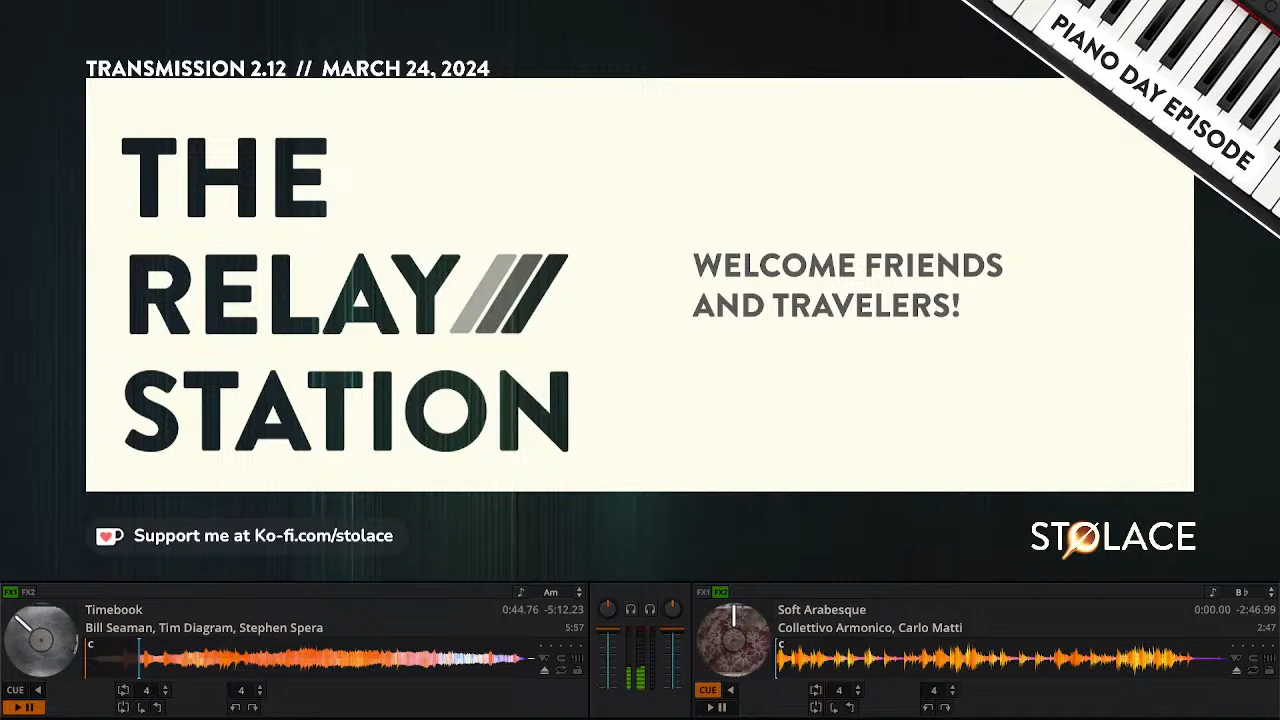 TRANSMISSION 2.12 // MARCH 24, 2024
PIANO DAY EPISODE
THE
RELAY
STATION
WELCOME FRIENDS
AND TRAVELERS!
Support me at Ko-fi.com/stolace
STØLACE
FX1 FX2
Am
Timebook
0:44.76 -5:12.23
Bill Seaman, Tim Diagram, Stephen Spera
5:57
C
CUE
4
4
FX1 FX2
B♭
Soft Arabesque
0:00.00 -2:46.99
Collettivo Armonico, Carlo Matti
2:47
C
CUE
4
4